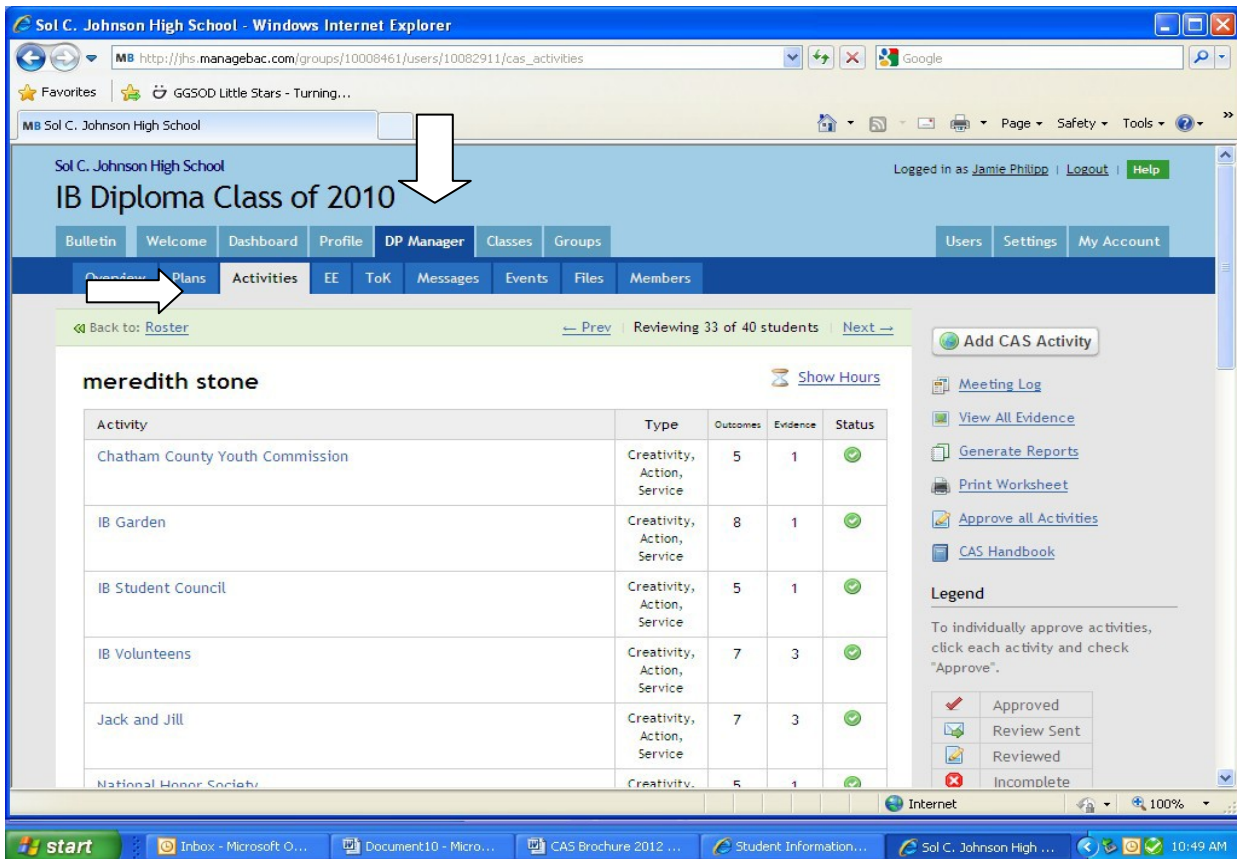 Sol C. Johnson High School - Windows Internet Explorer
MB http://jhs.managebac.com/groups/10008461/users/10082911/cas_activities
Google
Favorites GGSOD Little Stars - Turning...
MB Sol C. Johnson High School Page Safety Tools »
Sol C. Johnson High School
Logged in as Jamie Philipp | Logout | Help
IB Diploma Class of 2010
Bulletin Welcome Dashboard Profile DP Manager Classes Groups Users Settings My Account
Overview Plans Activities EE ToK Messages Events Files Members
Back to: Roster ← Prev | Reviewing 33 of 40 students | Next →
Add CAS Activity
meredith stone Show Hours
Meeting Log
View All Evidence
Generate Reports
Print Worksheet
Approve all Activities
CAS Handbook
Activity Type Outcomes Evidence Status
Chatham County Youth Commission Creativity, Action, Service 5 1
IB Garden Creativity, Action, Service 8 1
IB Student Council Creativity, Action, Service 5 1
IB Volunteens Creativity, Action, Service 7 3
Jack and Jill Creativity, Action, Service 7 3
National Honor Society Creativity, 5 1
Legend
To individually approve activities,
click each activity and check
"Approve".
Approved
Review Sent
Reviewed
Incomplete
Internet 100%
start Inbox - Microsoft O... Document10 - Micro... CAS Brochure 2012 ... Student Information... Sol C. Johnson High ... 10:49 AM